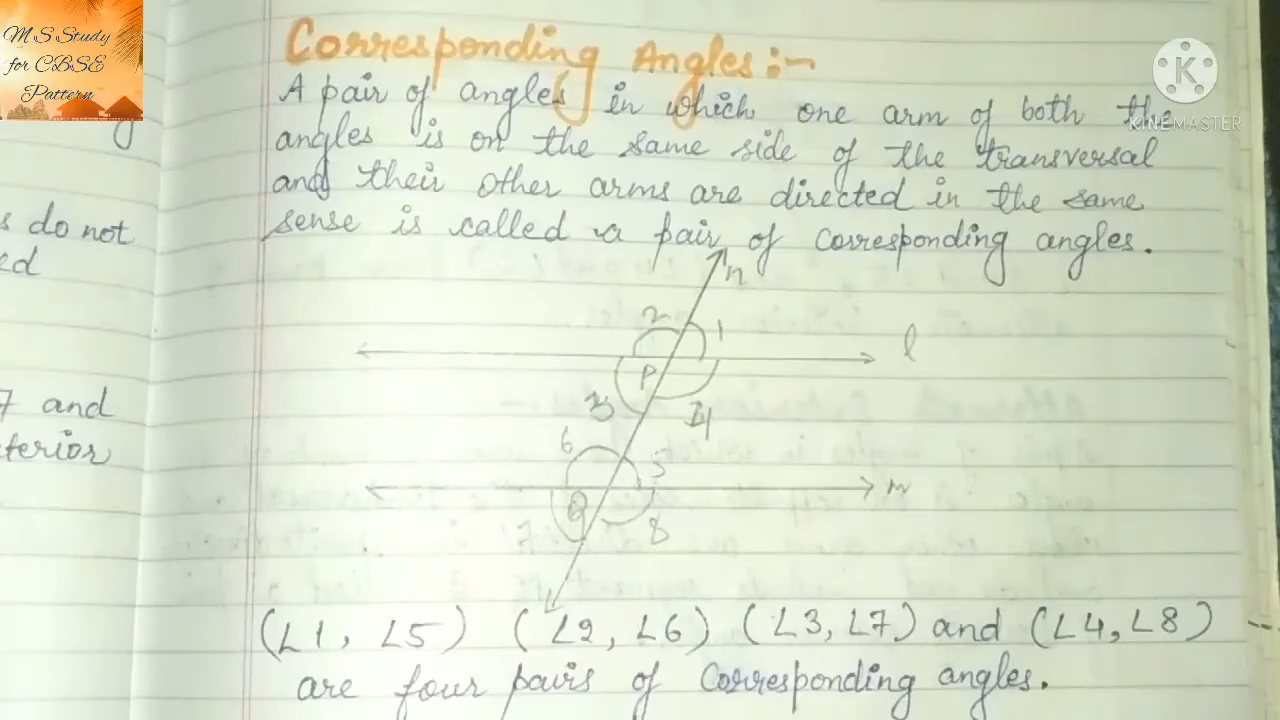 M S Study
for CBSE
Pattern
KINEMASTER
Corresponding Angles :-
A pair of angles in which one arm of both the
angles is on the same side of the transversal
and their other arms are directed in the same
sense is called a pair of corresponding angles.
s do not
ed
7 and
terior
n
2 1
l
P
3 4
6 5
m
Q
7 8
(∠1, ∠5) (∠2, ∠6) (∠3, ∠7) and (∠4, ∠8)
are four pairs of corresponding angles.